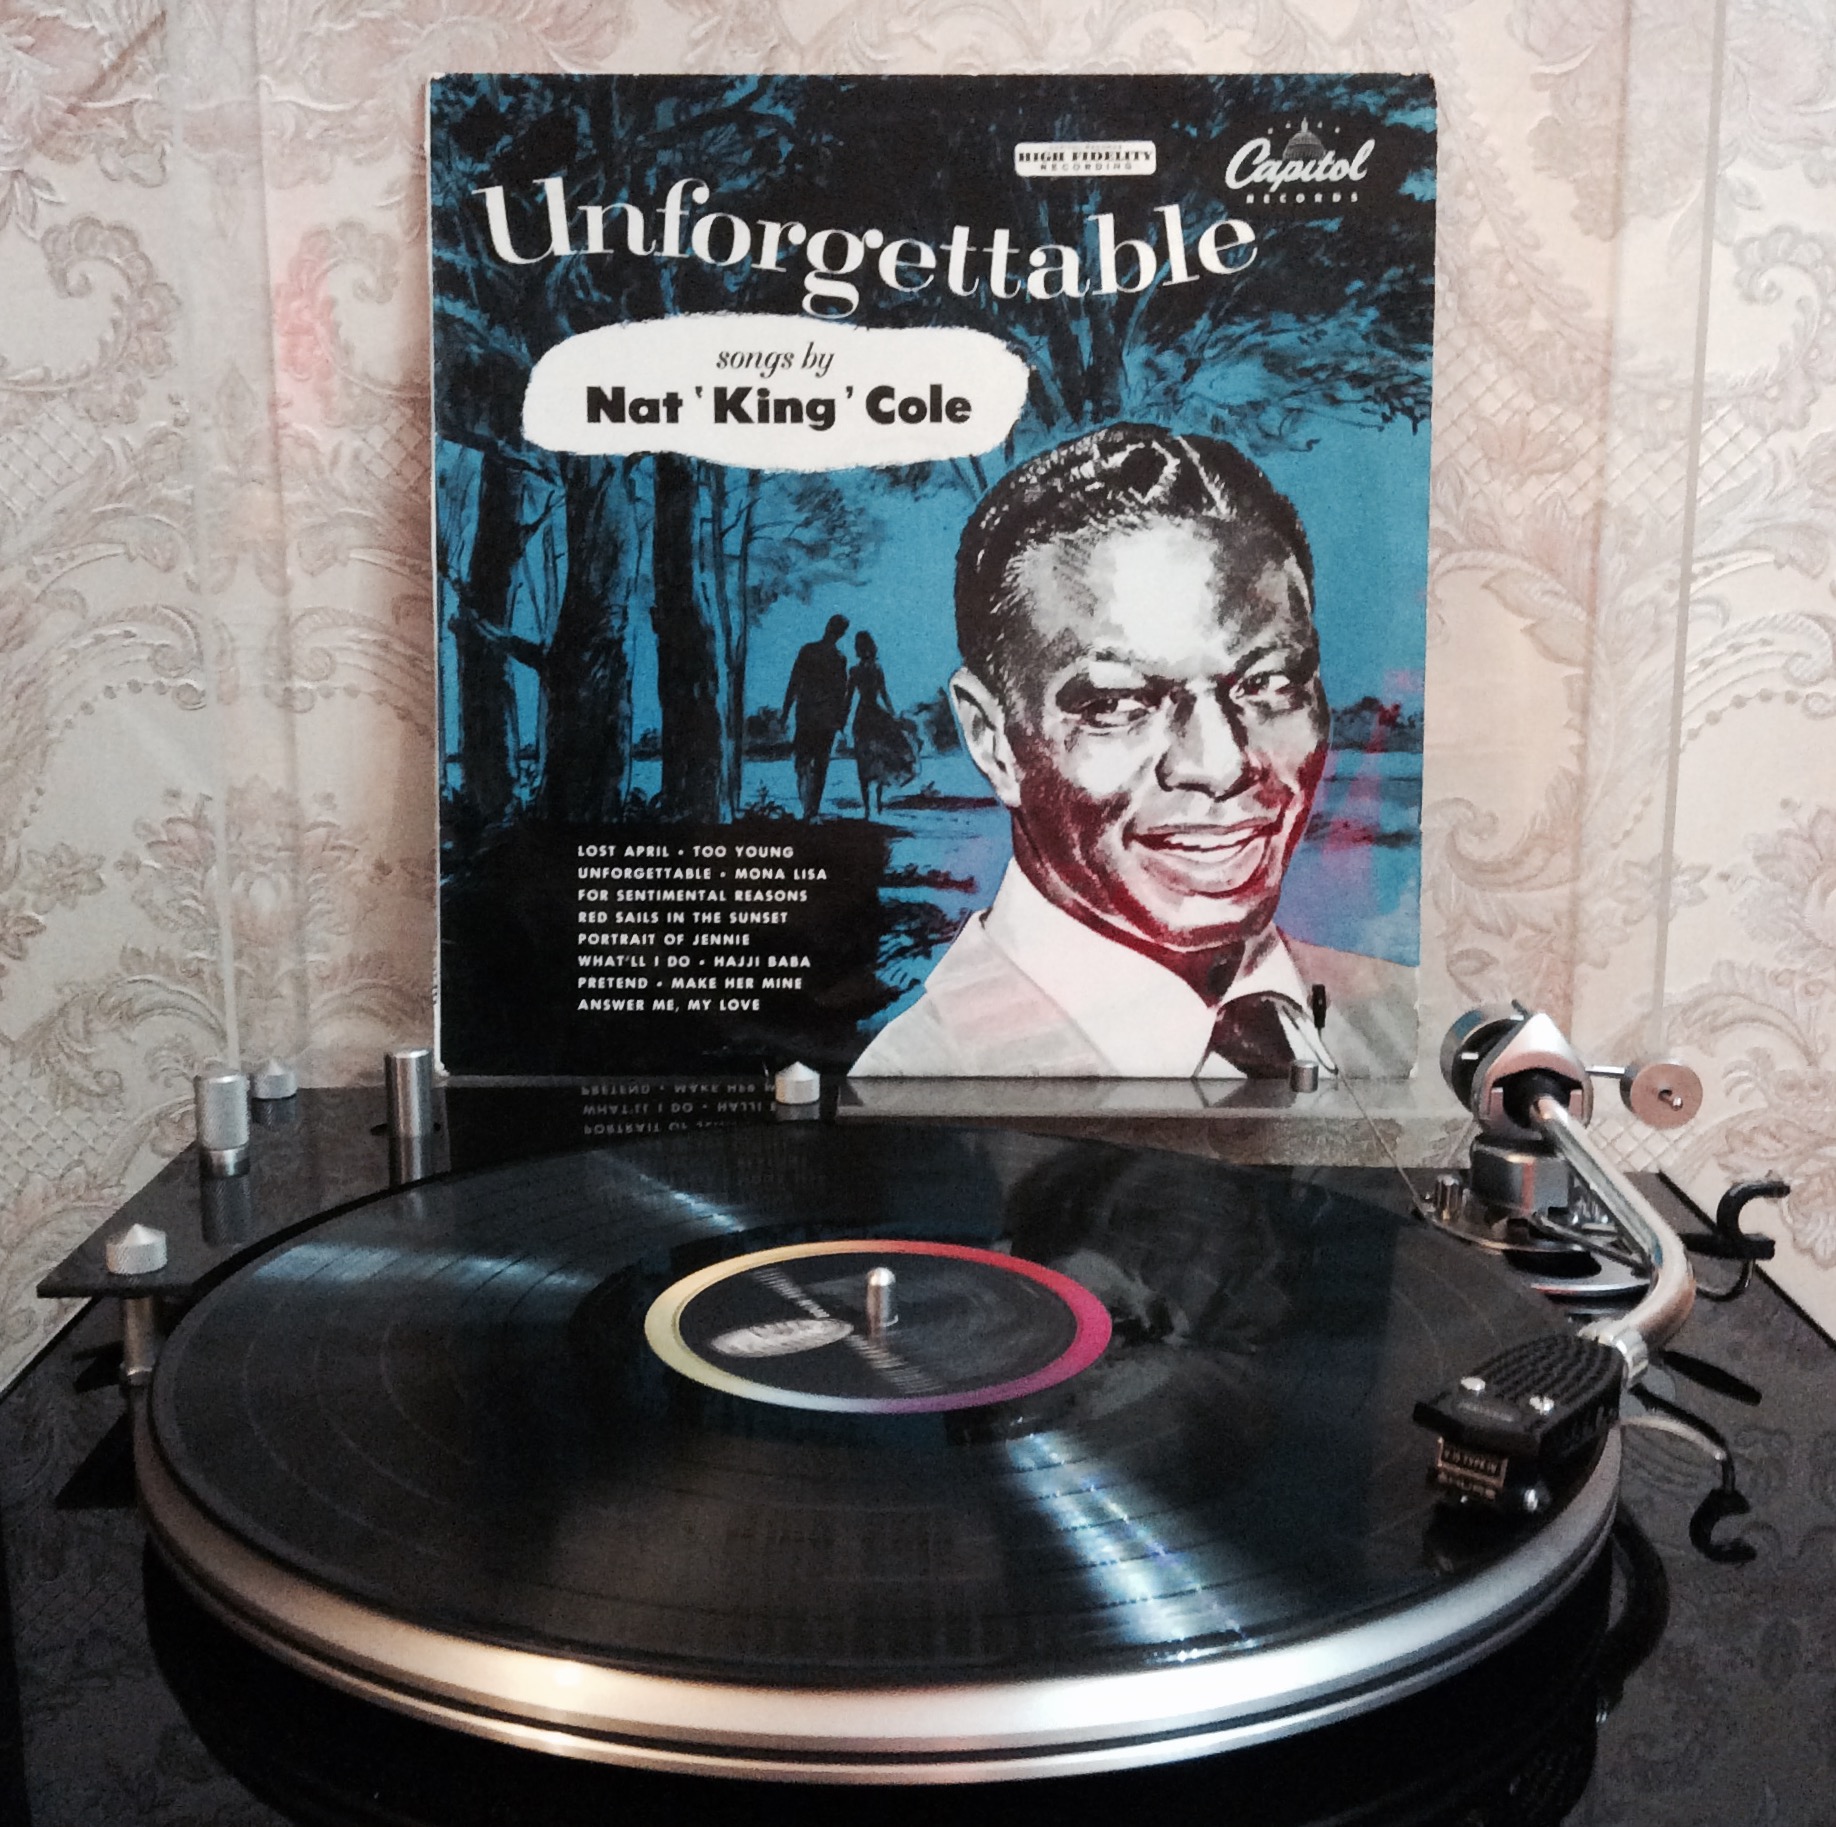 HIGH FIDELITY
RECORDING
Capitol
RECORDS
Unforgettable
songs by
Nat 'King' Cole
LOST APRIL • TOO YOUNG
UNFORGETTABLE • MONA LISA
FOR SENTIMENTAL REASONS
RED SAILS IN THE SUNSET
PORTRAIT OF JENNIE
WHAT'LL I DO • HAJJI BABA
PRETEND • MAKE HER MINE
ANSWER ME, MY LOVE
SHURE